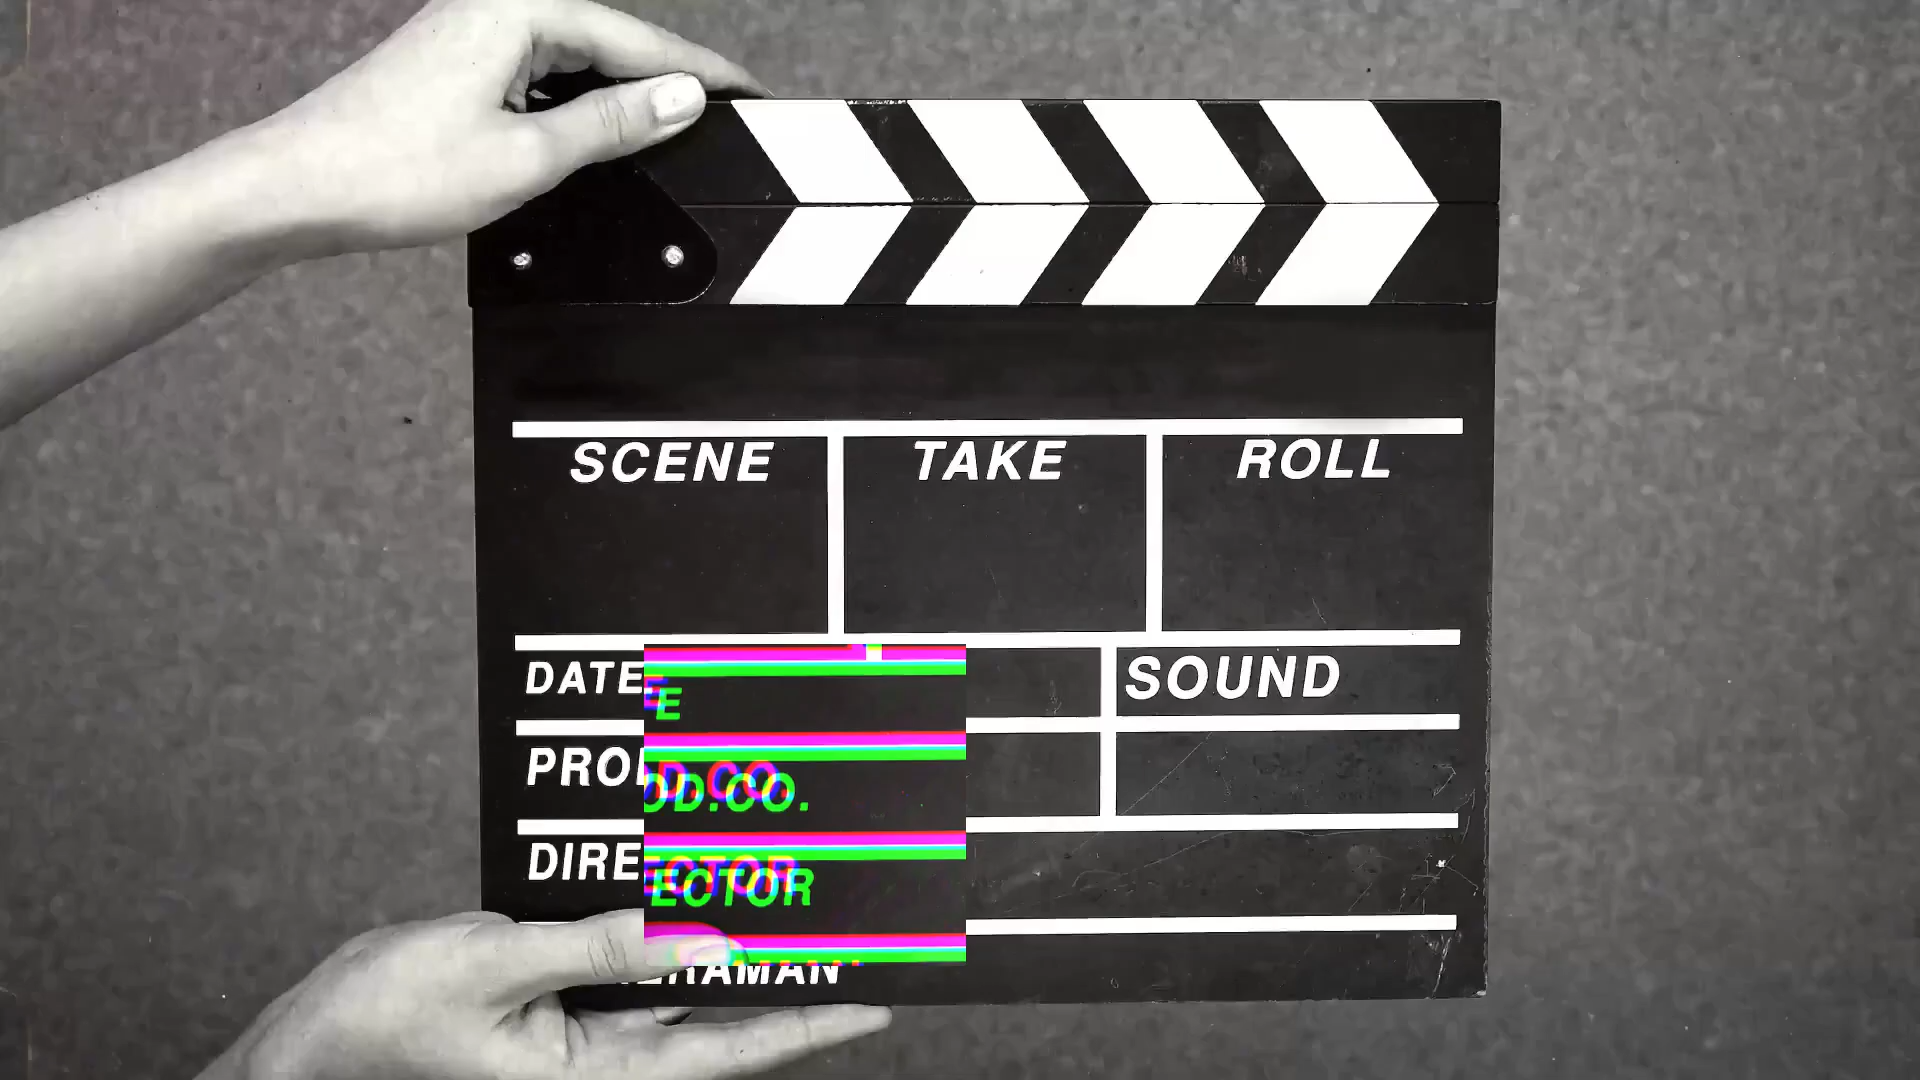 SCENE TAKE ROLL
DATE SOUND
PROD.CO.
DIRECTOR